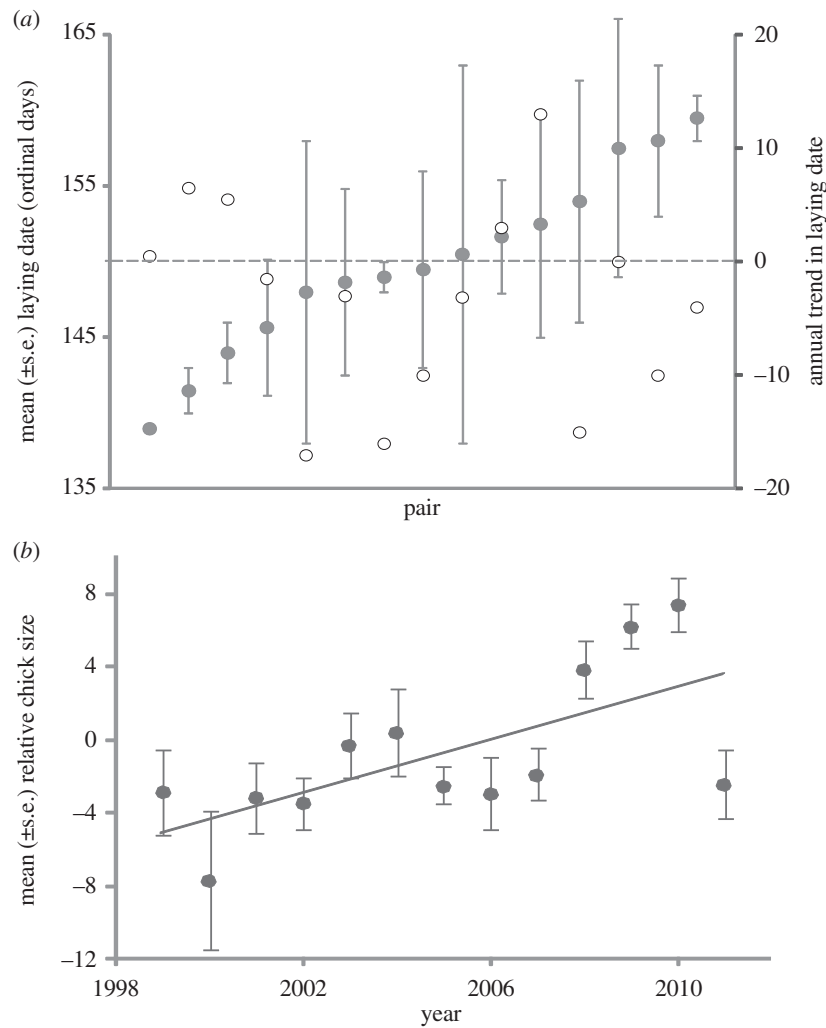 (a)
165
155
145
135
mean (±s.e.) laying date (ordinal days)
20
10
0
–10
–20
annual trend in laying date
pair
(b)
8
4
0
–4
–8
–12
mean (±s.e.) relative chick size
1998 2002 2006 2010
year